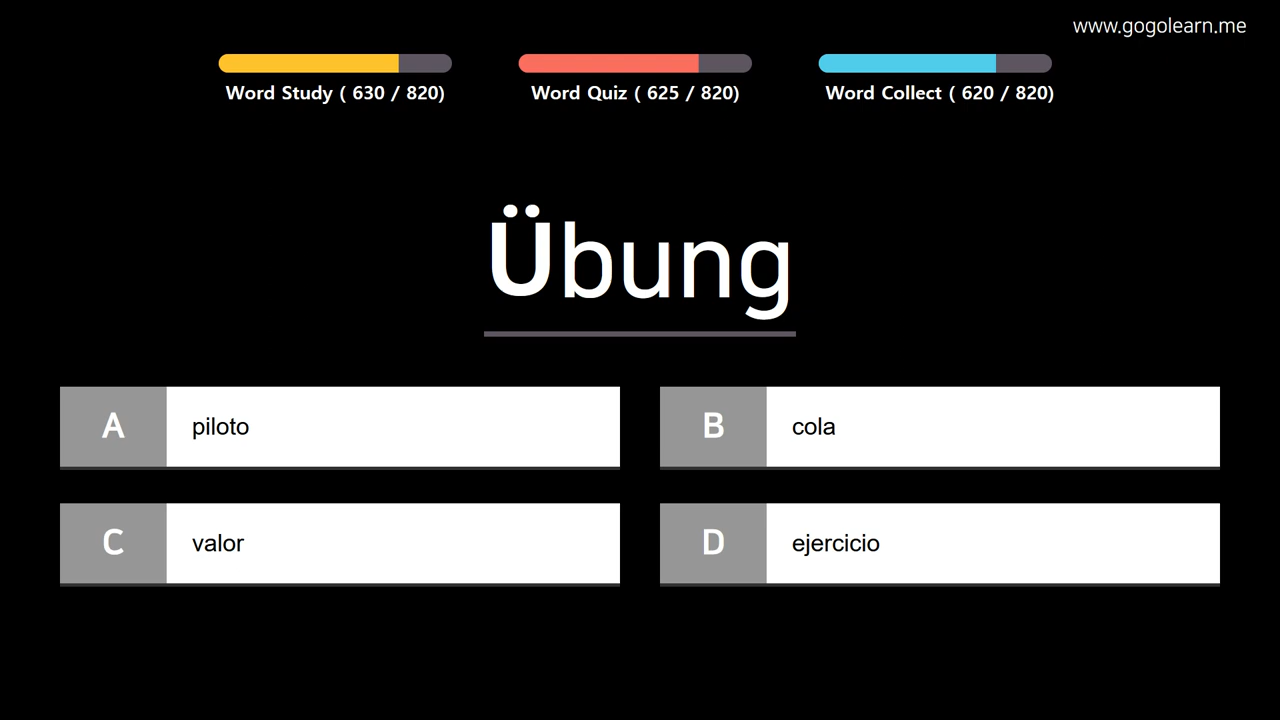 www.gogolearn.me
Word Study ( 630 / 820)
Word Quiz ( 625 / 820)
Word Collect ( 620 / 820)
Übung
A
piloto
B
cola
C
valor
D
ejercicio